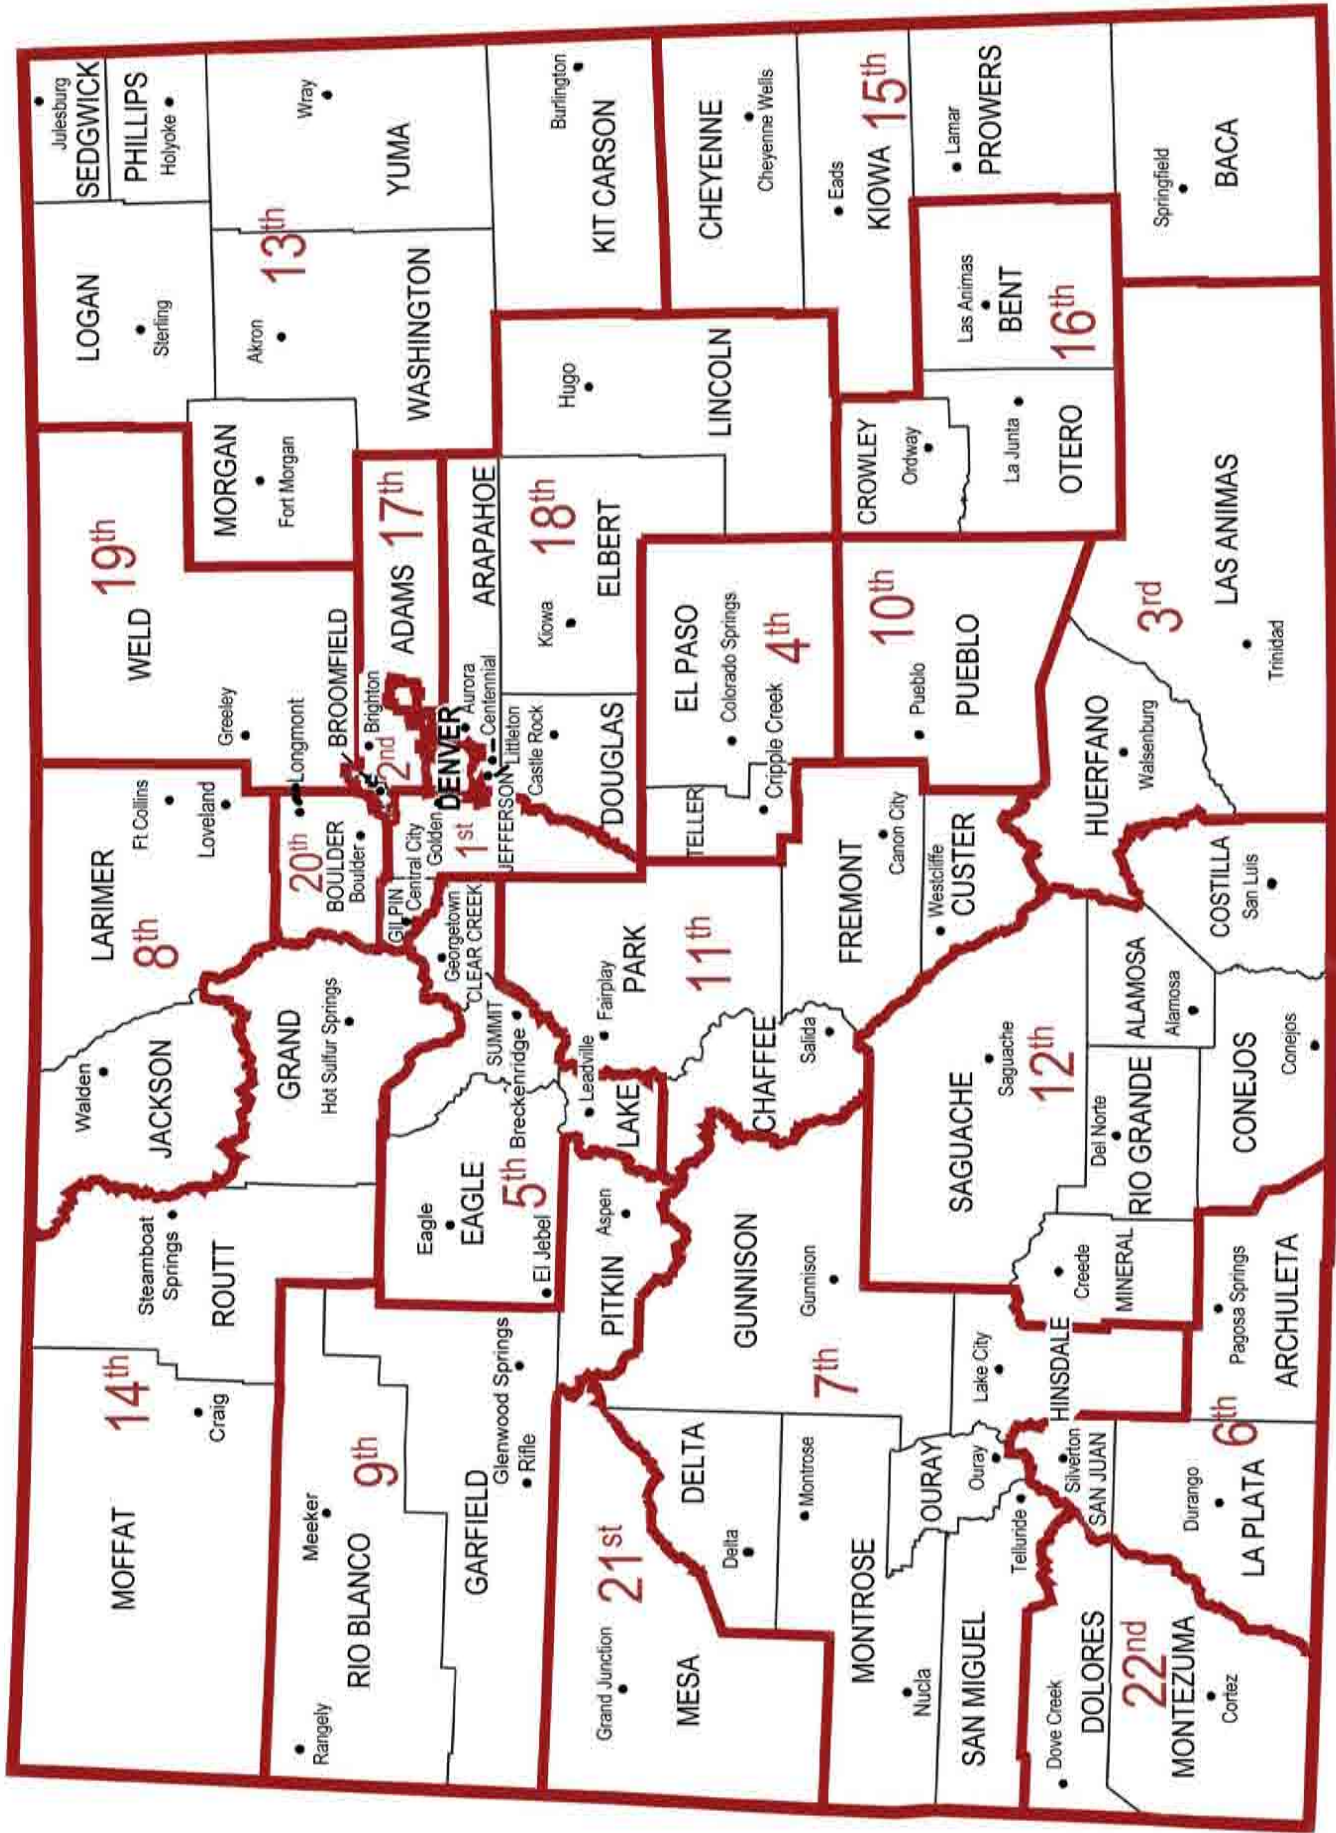 MOFFAT
14th
Craig
Steamboat
Springs
ROUTT
Walden
JACKSON
LARIMER
8th
Ft Collins
Loveland
WELD
19th
Greeley
LOGAN
Sterling
Julesburg
SEDGWICK
PHILLIPS
Holyoke
Rangely
RIO BLANCO
Meeker
9th
GRAND
Hot Sulfur Springs
20th
BOULDER
Boulder
Longmont
BROOMFIELD
Brighton
MORGAN
Fort Morgan
Akron
13th
WASHINGTON
Wray
YUMA
GARFIELD
Glenwood Springs
Rifle
Eagle
EAGLE
5th
El Jebel
SUMMIT
Breckenridge
GILPIN
Central City
Georgetown
CLEAR CREEK
Golden
1st
JEFFERSON
2nd
DENVER
ADAMS
17th
ARAPAHOE
Aurora
Centennial
Littleton
Castle Rock
DOUGLAS
Kiowa
18th
ELBERT
Hugo
LINCOLN
Burlington
KIT CARSON
Grand Junction
21st
MESA
PITKIN
Aspen
Leadville
LAKE
Fairplay
PARK
11th
TELLER
EL PASO
Colorado Springs
Cripple Creek
4th
CHEYENNE
Cheyenne Wells
DELTA
Delta
Montrose
MONTROSE
Nucla
GUNNISON
Gunnison
7th
CHAFFEE
Salida
FREMONT
Canon City
Westcliffe
CUSTER
10th
Pueblo
PUEBLO
CROWLEY
Ordway
Eads
KIOWA
15th
Lamar
PROWERS
SAN MIGUEL
Telluride
OURAY
Ouray
Lake City
HINSDALE
SAGUACHE
Saguache
12th
La Junta
OTERO
Las Animas
BENT
16th
Dove Creek
DOLORES
22nd
MONTEZUMA
Cortez
Silverton
SAN JUAN
Durango
LA PLATA
6th
Pagosa Springs
ARCHULETA
Creede
MINERAL
Del Norte
RIO GRANDE
ALAMOSA
Alamosa
CONEJOS
Conejos
COSTILLA
San Luis
HUERFANO
Walsenburg
3rd
LAS ANIMAS
Trinidad
Springfield
BACA